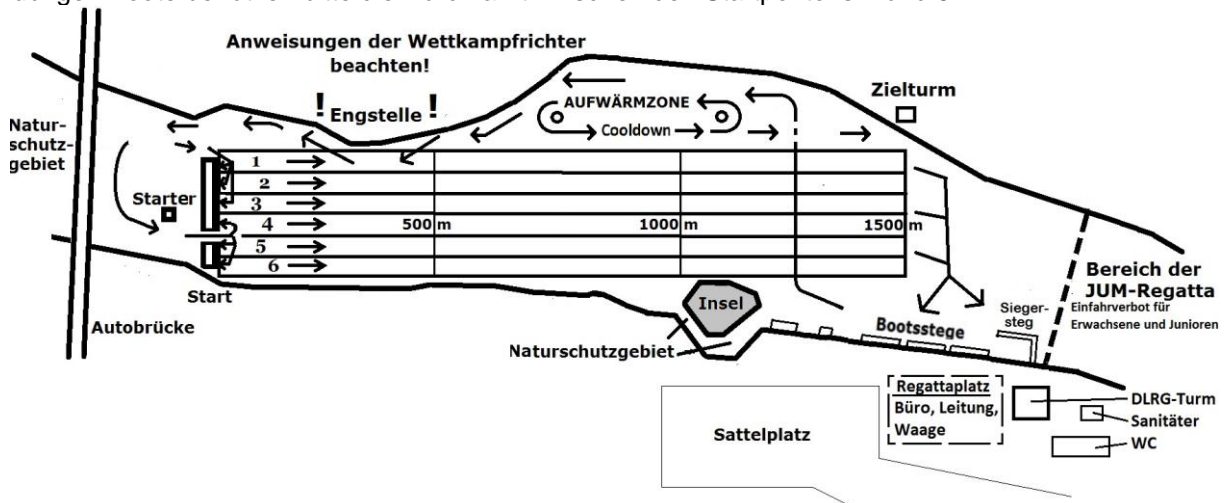 Anweisungen der Wettkampfrichter
beachten!
! Engstelle !
AUFWÄRMZONE
Cooldown
Zielturm
Natur-
schutz-
gebiet
Starter
1
2
3
4
5
6
500 m
1000 m
1500 m
Start
Autobrücke
Insel
Naturschutzgebiet
Bootsstege
Sieger-
steg
Bereich der
JUM-Regatta
Einfahrverbot für
Erwachsene und Junioren
Regattaplatz
Büro, Leitung,
Waage
Sattelplatz
DLRG-Turm
Sanitäter
WC